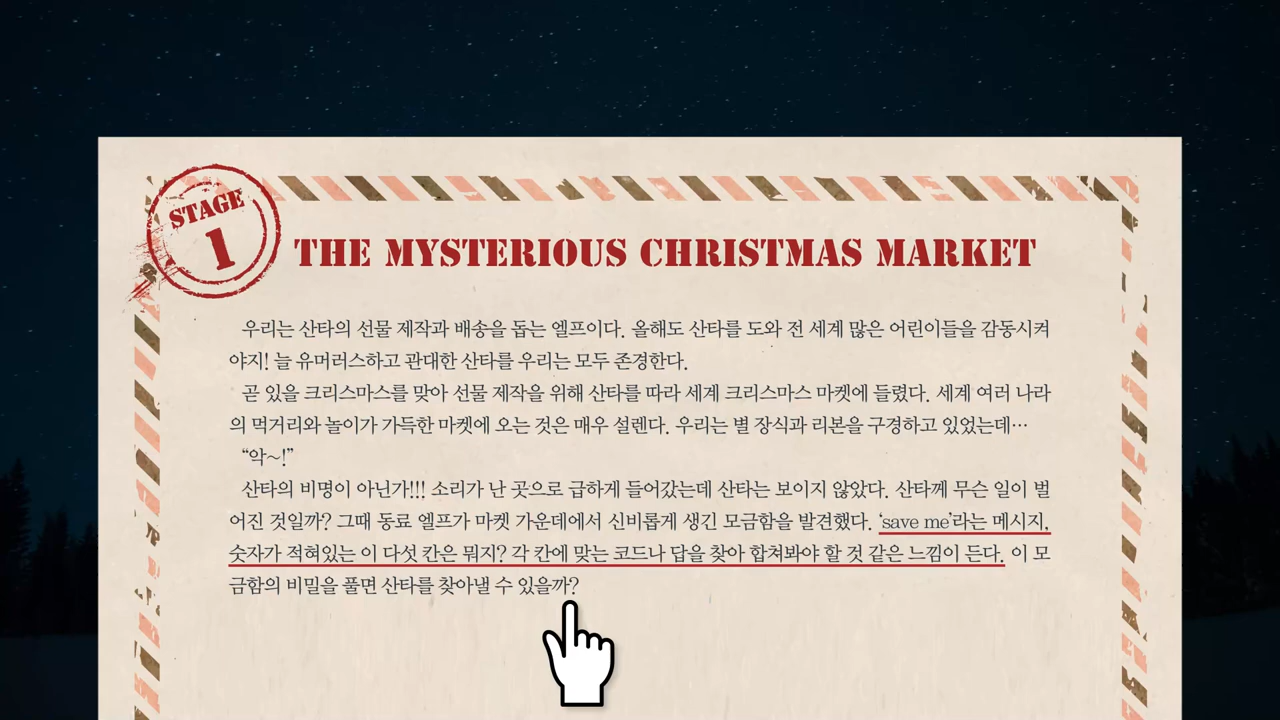 STAGE
1
THE MYSTERIOUS CHRISTMAS MARKET
우리는 산타의 선물 제작과 배송을 돕는 엘프이다. 올해도 산타를 도와 전 세계 많은 어린이들을 감동시켜
야지! 늘 유머러스하고 관대한 산타를 우리는 모두 존경한다.
곧 있을 크리스마스를 맞아 선물 제작을 위해 산타를 따라 세계 크리스마스 마켓에 들렸다. 세계 여러 나라
의 먹거리와 놀이가 가득한 마켓에 오는 것은 매우 설렌다. 우리는 별 장식과 리본을 구경하고 있었는데…
“악~!”
산타의 비명이 아닌가!!! 소리가 난 곳으로 급하게 들어갔는데 산타는 보이지 않았다. 산타께 무슨 일이 벌
어진 것일까? 그때 동료 엘프가 마켓 가운데에서 신비롭게 생긴 모금함을 발견했다. ‘save me’라는 메시지,
숫자가 적혀있는 이 다섯 칸은 뭐지? 각 칸에 맞는 코드나 답을 찾아 합쳐봐야 할 것 같은 느낌이 든다. 이 모
금함의 비밀을 풀면 산타를 찾아낼 수 있을까?